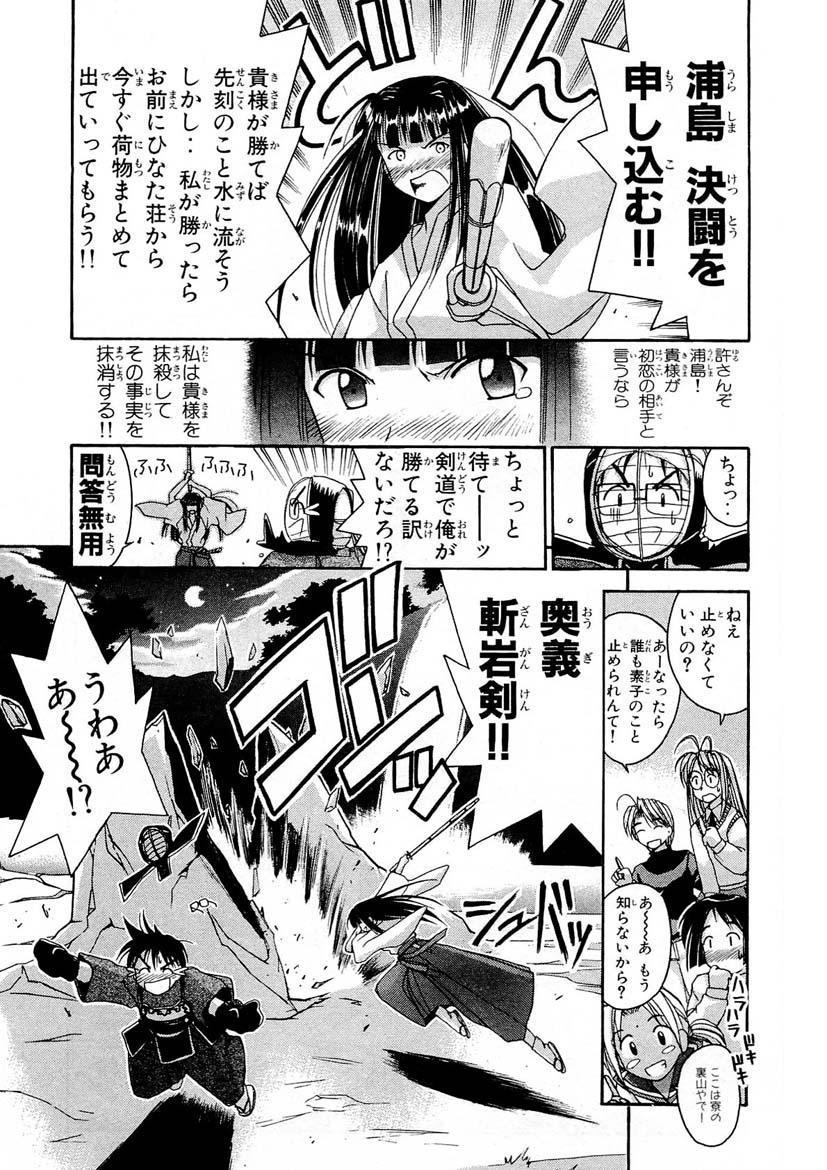 浦島 決闘を
申し込む!!
貴様が勝てば
先刻のこと水に流そう
しかし‥私が勝ったら
お前にひなた荘から
今すぐ荷物まとめて
出ていってもらう!!
許さんぞ
浦島！
貴様が
初恋の相手と
言うなら
私は貴様を
抹殺して
その事実を
抹消する!!
ちょっ‥
ちょっと
待てーーッ
剣道で俺が
勝てる訳
ないだろ!?
ふふふ
ふふ
問答無用
ねえ
止めなくて
いいの？
あーなったら
誰も素子のこと
止められんて！
あ～～あ もう
知らないから？
ハラハラ
ドキドキ
ここは寮の
裏山やでー
奥義
斬岩剣!!
ゴンッ
シュバッ
うわあ
あ～～～!?